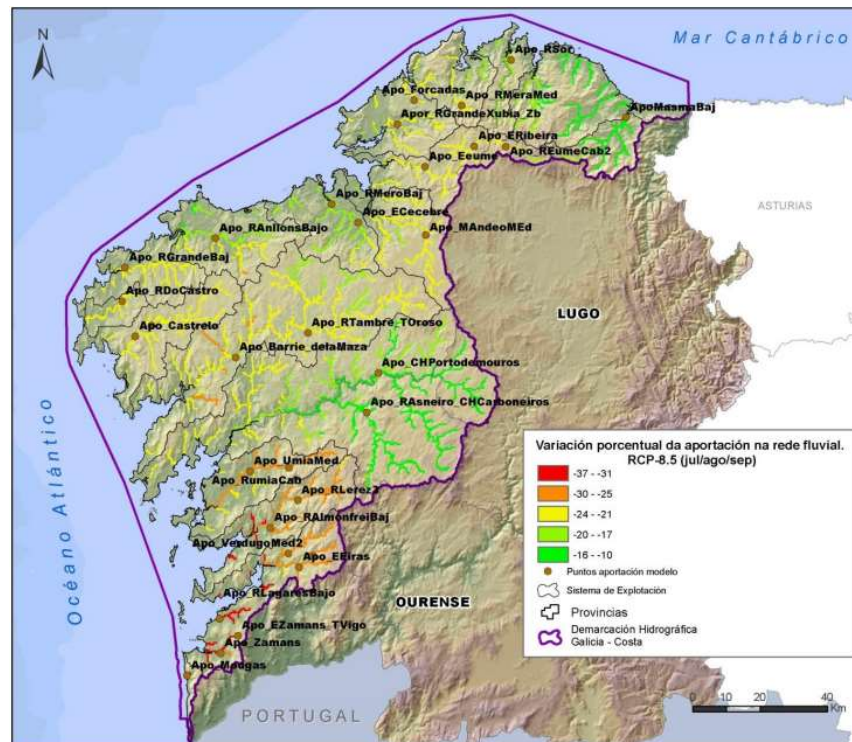 N
Mar Cantábrico
Apo_RSor
Apo_Forcadas
Apo_RMeraMed
ApoMasmaBaj
Apo_RGrandeXubia_Zb
Apo_ERibeira
Apo_REumeCab2
Apo_Eeume
Apo_RMeroBaj
Apo_ECecebre
Apo_RAnllonsBajo
Apo_MAndeoMEd
ASTURIAS
Apo_RGrandeBaj
Apo_RDoCastro
LUGO
Apo_Castrelo
Apo_RTambre_TOroso
Apo_Barrie_delaMaza
Apo_CHPortodemouros
Apo_RAsneiro_CHCarboneiros
Océano Atlántico
Variación porcentual da aportación na rede fluvial.
RCP-8.5 (jul/ago/sep)
-37 - -31
-30 - -25
-24 - -21
-20 - -17
-16 - -10
Puntos aportación modelo
Sistema de Explotación
Provincias
Demarcación Hidrográfica
Galicia - Costa
Apo_UmiaMed
Apo_RumiaCab
Apo_RLerez3
Apo_RAlmonfreiBaj
Apo_VerdugoMed2
Apo_EEiras
Apo_RLagaresBajo
OURENSE
Apo_EZamans_TVigo
Apo_Zamans
Apo_Mougas
PORTUGAL
0 10 20 40
Km